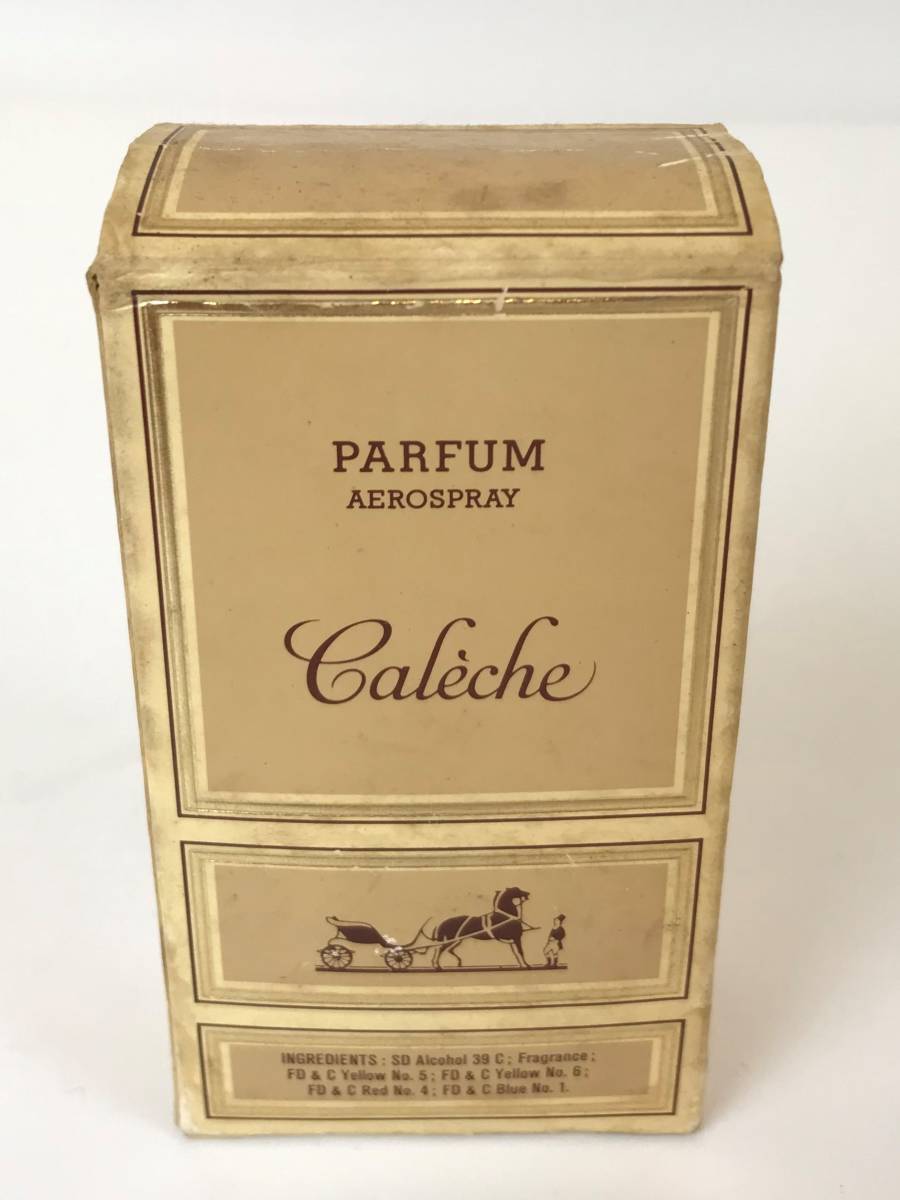 PARFUM
AEROSPRAY
Calèche
INGREDIENTS : SD Alcohol 39 C ; Fragrance ;
FD & C Yellow No. 5 ; FD & C Yellow No. 6 ;
FD & C Red No. 4 ; FD & C Blue No. 1.